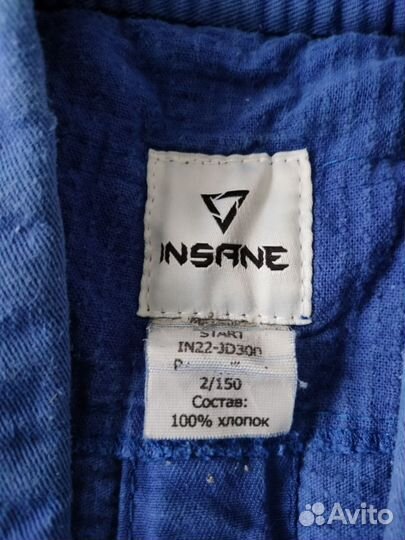 INSANE
START
IN22-JD300
2/150
Состав:
100% хлопок
Avito